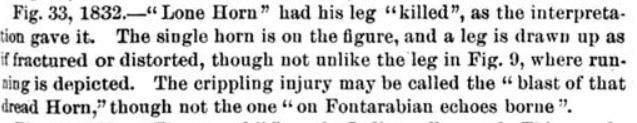 Fig. 33, 1832.—“Lone Horn” had his leg “killed”, as the interpreta-
tion gave it. The single horn is on the figure, and a leg is drawn up as
if fractured or distorted, though not unlike the leg in Fig. 9, where run-
ning is depicted. The crippling injury may be called the “blast of that
dread Horn,” though not the one “on Fontarabian echoes borne”.